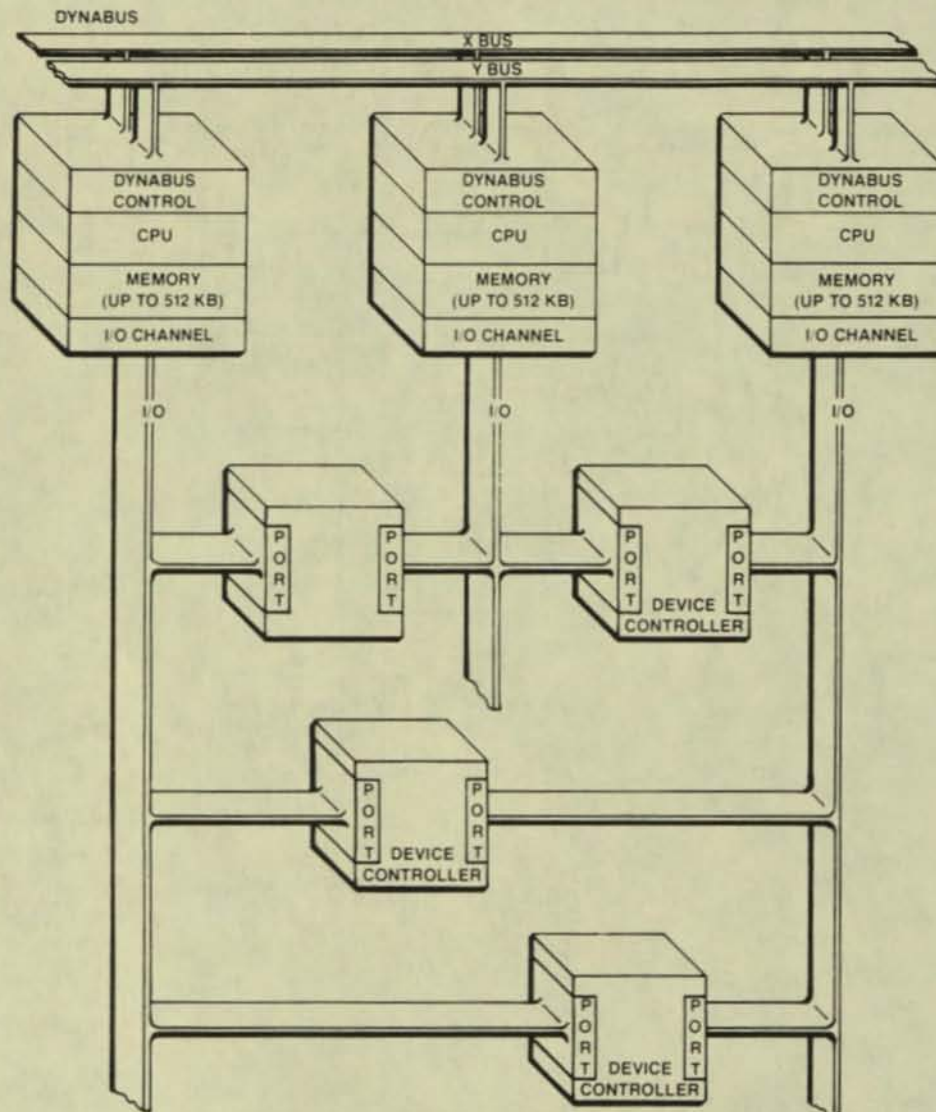 DYNABUS
X BUS
Y BUS
DYNABUS
CONTROL
CPU
MEMORY
(UP TO 512 KB)
I/O CHANNEL
DYNABUS
CONTROL
CPU
MEMORY
(UP TO 512 KB)
I/O CHANNEL
DYNABUS
CONTROL
CPU
MEMORY
(UP TO 512 KB)
I/O CHANNEL
I/O
I/O
I/O
PORT
PORT
PORT
PORT
DEVICE
CONTROLLER
PORT
PORT
DEVICE
CONTROLLER
PORT
PORT
DEVICE
CONTROLLER